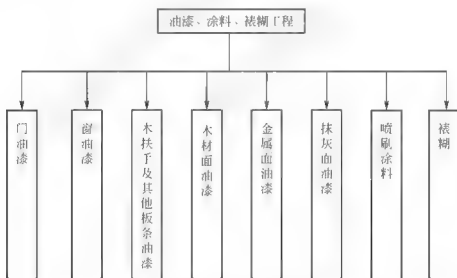 油漆、涂料、裱糊工程
门油漆
窗油漆
木扶手及其他板条油漆
木材面油漆
金属面油漆
抹灰面油漆
喷刷涂料
裱糊